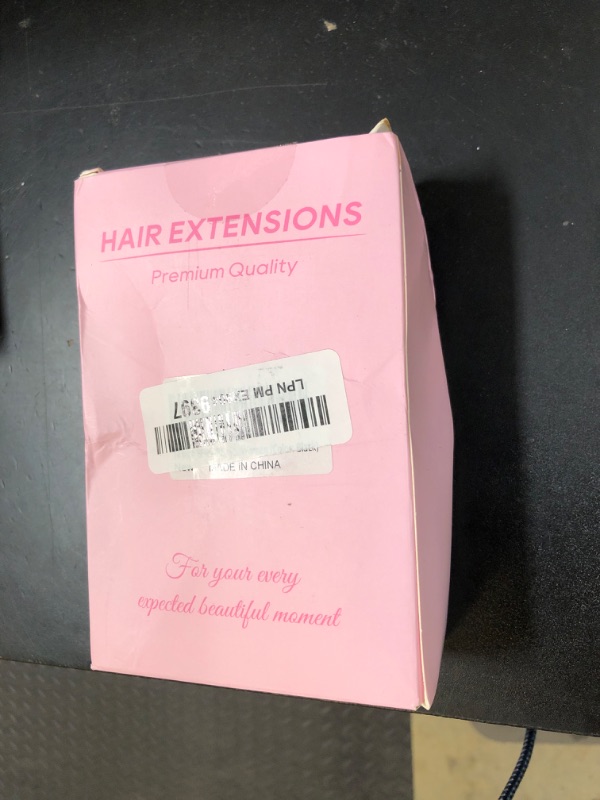 HAIR EXTENSIONS
Premium Quality
LPN PM
MADE IN CHINA
For your every
expected beautiful moment